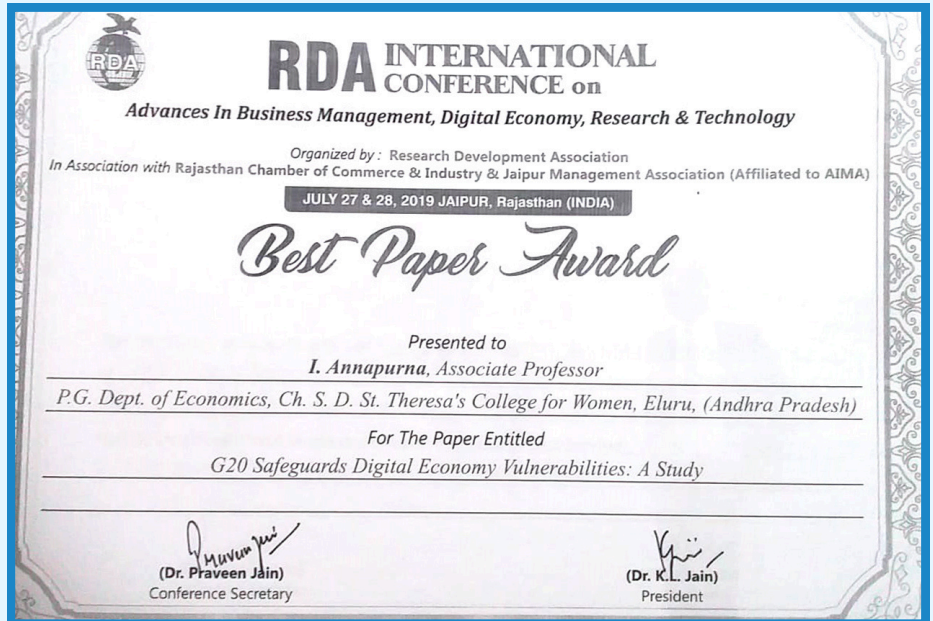 RDA
RDA INTERNATIONAL
CONFERENCE on
Advances In Business Management, Digital Economy, Research & Technology
Organized by : Research Development Association
In Association with Rajasthan Chamber of Commerce & Industry & Jaipur Management Association (Affiliated to AIMA)
JULY 27 & 28, 2019 JAIPUR, Rajasthan (INDIA)
Best Paper Award
Presented to
I. Annapurna, Associate Professor
P.G. Dept. of Economics, Ch. S. D. St. Theresa's College for Women, Eluru, (Andhra Pradesh)
For The Paper Entitled
G20 Safeguards Digital Economy Vulnerabilities: A Study
(Dr. Praveen Jain)
Conference Secretary
(Dr. K.L. Jain)
President